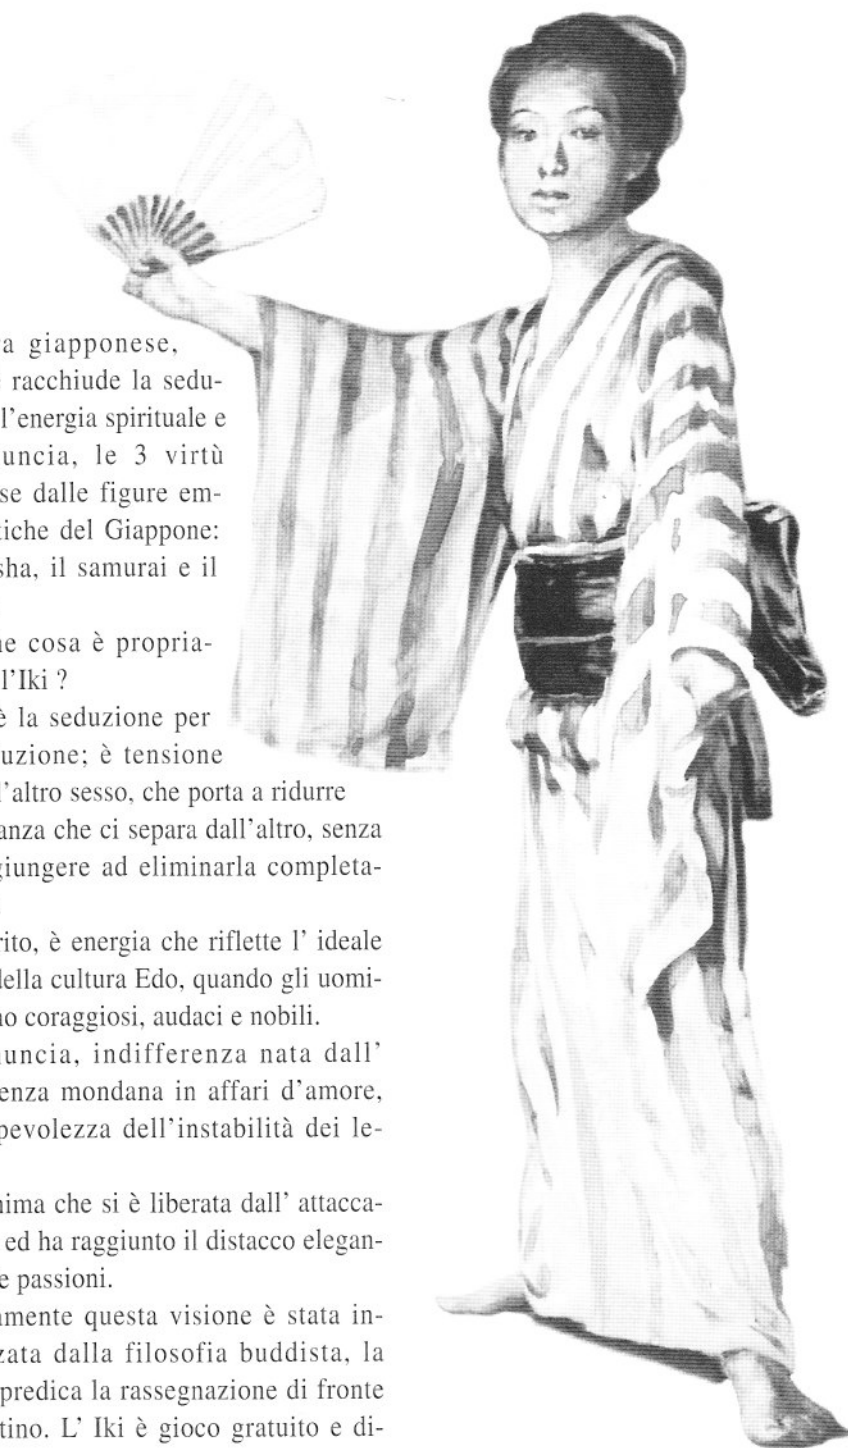 a giapponese,
racchiude la sedu-
l'energia spirituale e
uncia, le 3 virtù
se dalle figure em-
tiche del Giappone:
sha, il samurai e il
ne cosa è propria-
l'Iki ?
è la seduzione per
uzione; è tensione
l'altro sesso, che porta a ridurre
anza che ci separa dall'altro, senza
giungere ad eliminarla completa-
rito, è energia che riflette l' ideale
della cultura Edo, quando gli uomi-
no coraggiosi, audaci e nobili.
nuncia, indifferenza nata dall'
enza mondana in affari d'amore,
pevolezza dell'instabilità dei le-
nima che si è liberata dall' attacca-
ed ha raggiunto il distacco elegan-
e passioni.
amente questa visione è stata in-
zata dalla filosofia buddista, la
predica la rassegnazione di fronte
tino. L' Iki è gioco gratuito e di-